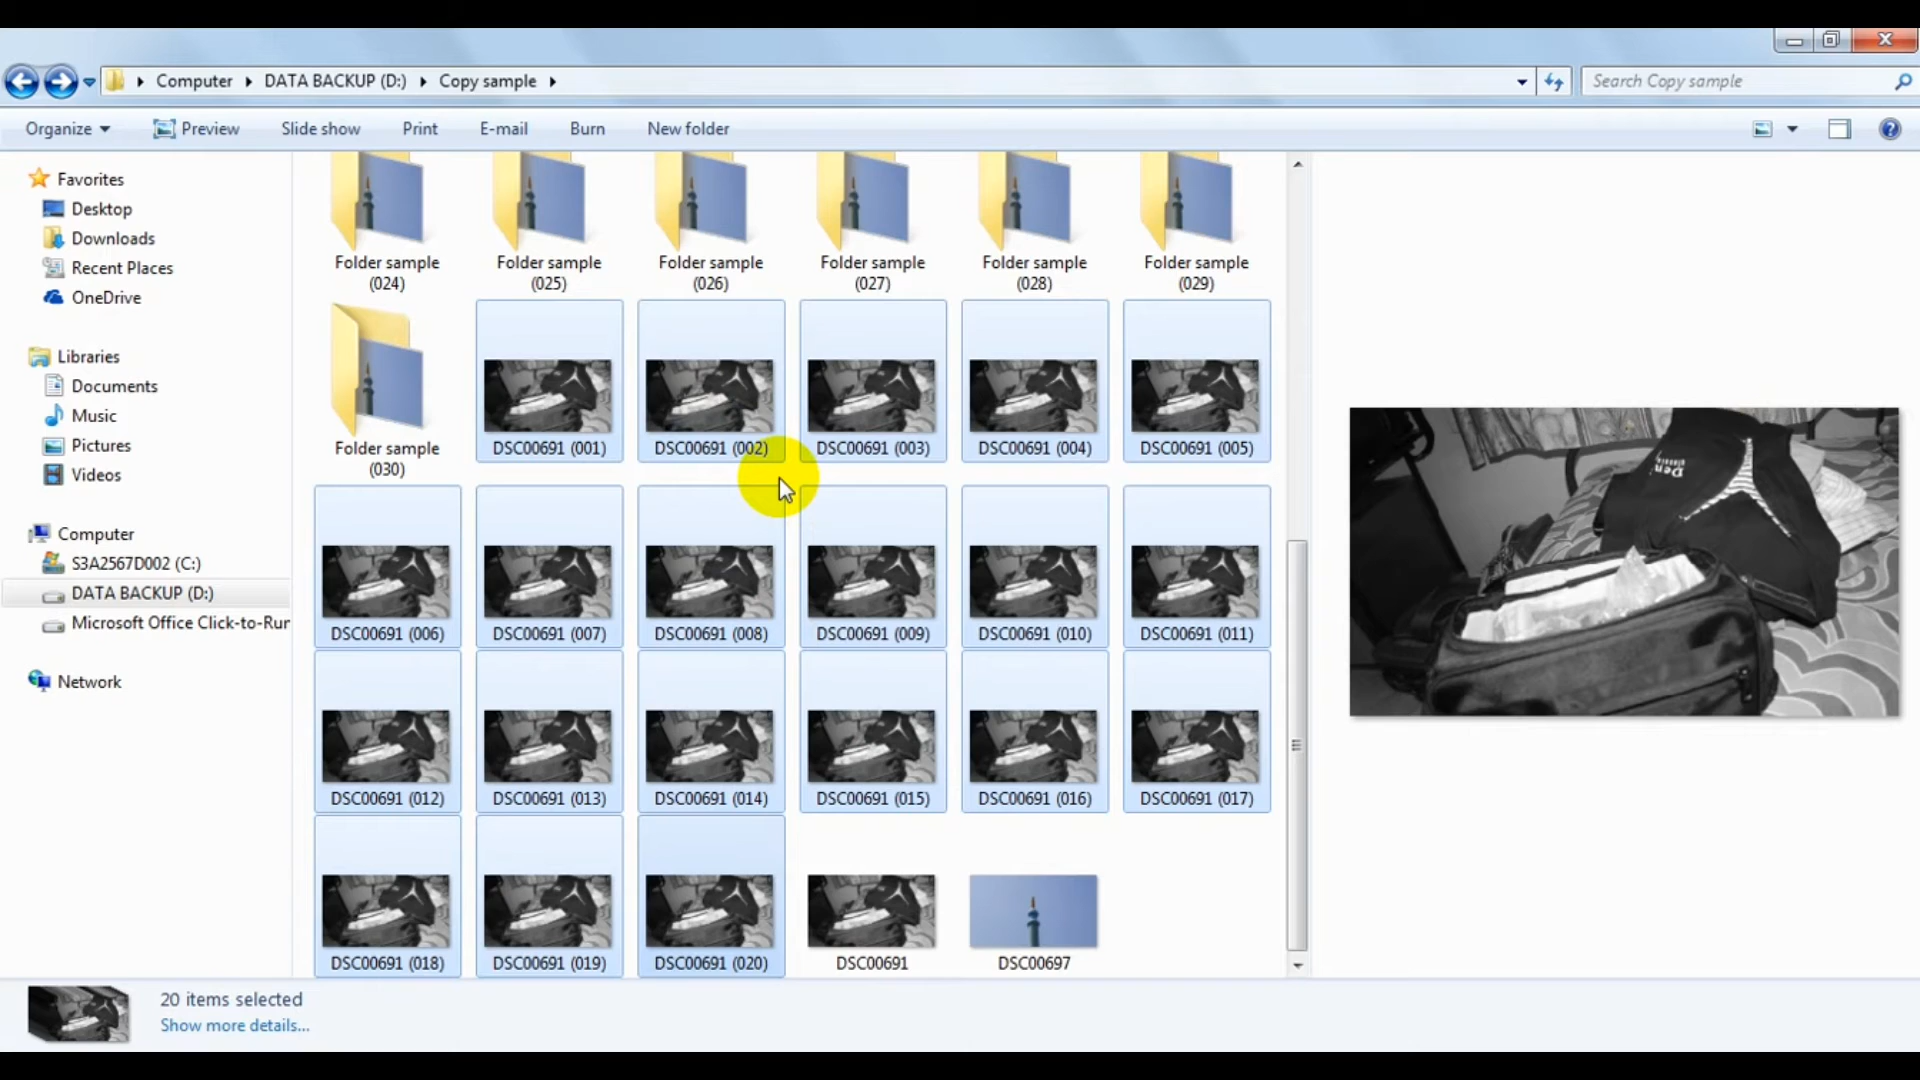 Computer DATA BACKUP (D:) Copy sample
Search Copy sample
Organize Preview Slide show Print E-mail Burn New folder
Favorites
Desktop
Downloads
Recent Places
OneDrive
Libraries
Documents
Music
Pictures
Videos
Computer
S3A2567D002 (C:)
DATA BACKUP (D:)
Microsoft Office Click-to-Run
Network
Folder sample (024)
Folder sample (025)
Folder sample (026)
Folder sample (027)
Folder sample (028)
Folder sample (029)
Folder sample (030)
DSC00691 (001)
DSC00691 (002)
DSC00691 (003)
DSC00691 (004)
DSC00691 (005)
DSC00691 (006)
DSC00691 (007)
DSC00691 (008)
DSC00691 (009)
DSC00691 (010)
DSC00691 (011)
DSC00691 (012)
DSC00691 (013)
DSC00691 (014)
DSC00691 (015)
DSC00691 (016)
DSC00691 (017)
DSC00691 (018)
DSC00691 (019)
DSC00691 (020)
DSC00691
DSC00697
20 items selected
Show more details...